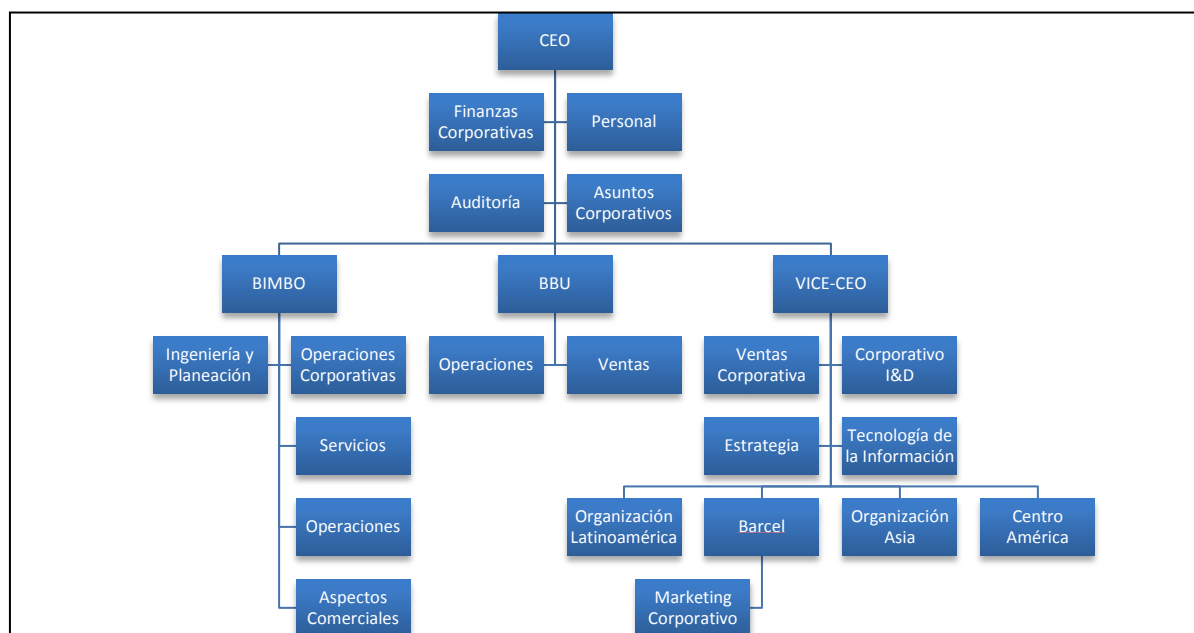 CEO
Finanzas
Corporativas
Personal
Auditoría
Asuntos
Corporativos
BIMBO
BBU
VICE-CEO
Ingeniería y
Planeación
Operaciones
Corporativas
Operaciones
Ventas
Ventas
Corporativa
Corporativo
I&D
Servicios
Estrategia
Tecnología de
la Información
Operaciones
Organización
Latinoamérica
Barcel
Organización
Asia
Centro
América
Aspectos
Comerciales
Marketing
Corporativo